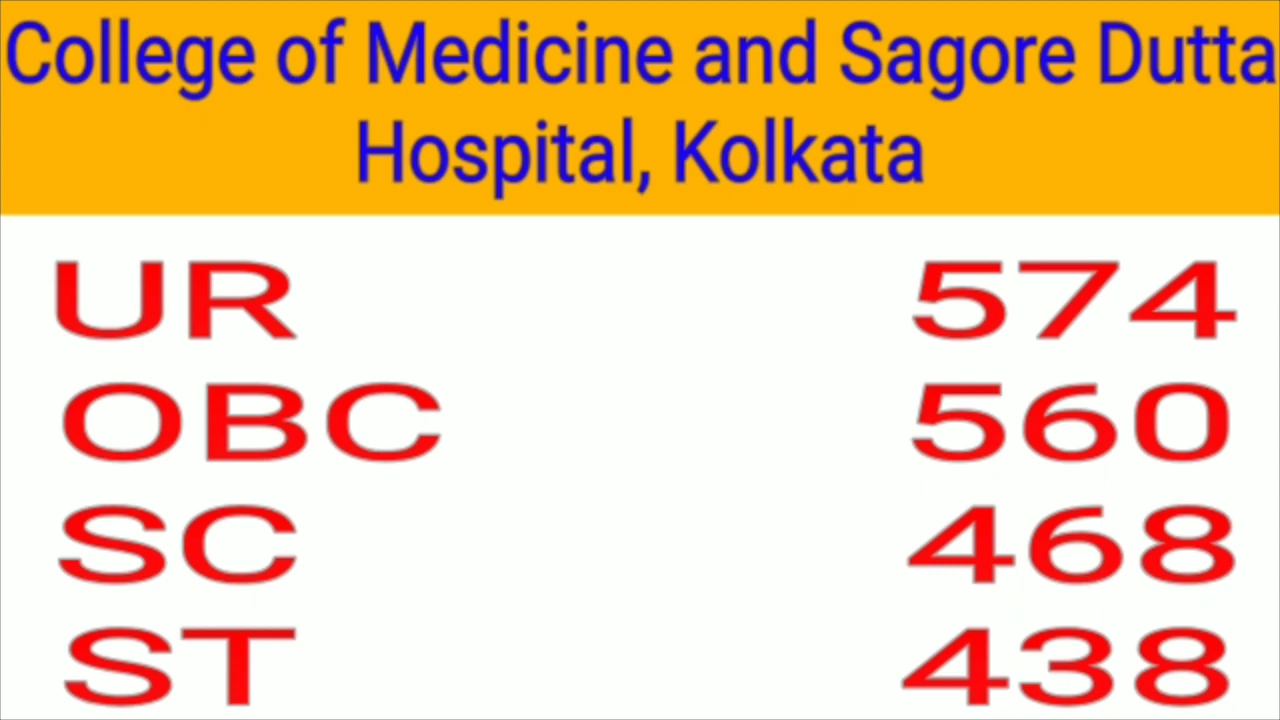 College of Medicine and Sagore Dutta
Hospital, Kolkata
UR 574
OBC 560
SC 468
ST 438